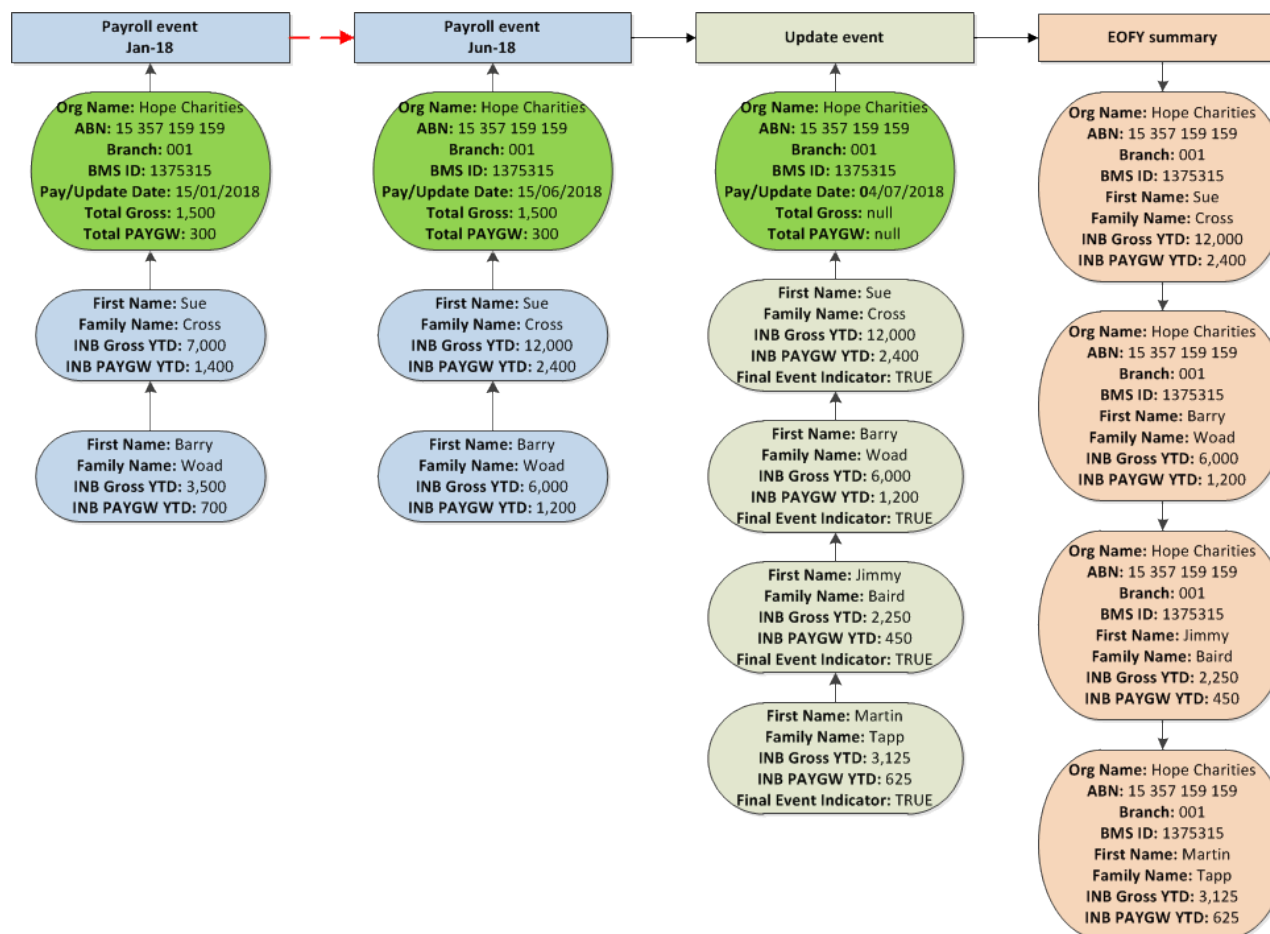 Payroll event
Jan-18
Org Name: Hope Charities
ABN: 15 357 159 159
Branch: 001
BMS ID: 1375315
Pay/Update Date: 15/01/2018
Total Gross: 1,500
Total PAYGW: 300
First Name: Sue
Family Name: Cross
INB Gross YTD: 7,000
INB PAYGW YTD: 1,400
First Name: Barry
Family Name: Woad
INB Gross YTD: 3,500
INB PAYGW YTD: 700
Payroll event
Jun-18
Org Name: Hope Charities
ABN: 15 357 159 159
Branch: 001
BMS ID: 1375315
Pay/Update Date: 15/06/2018
Total Gross: 1,500
Total PAYGW: 300
First Name: Sue
Family Name: Cross
INB Gross YTD: 12,000
INB PAYGW YTD: 2,400
First Name: Barry
Family Name: Woad
INB Gross YTD: 6,000
INB PAYGW YTD: 1,200
Update event
Org Name: Hope Charities
ABN: 15 357 159 159
Branch: 001
BMS ID: 1375315
Pay/Update Date: 04/07/2018
Total Gross: null
Total PAYGW: null
First Name: Sue
Family Name: Cross
INB Gross YTD: 12,000
INB PAYGW YTD: 2,400
Final Event Indicator: TRUE
First Name: Barry
Family Name: Woad
INB Gross YTD: 6,000
INB PAYGW YTD: 1,200
Final Event Indicator: TRUE
First Name: Jimmy
Family Name: Baird
INB Gross YTD: 2,250
INB PAYGW YTD: 450
Final Event Indicator: TRUE
First Name: Martin
Family Name: Tapp
INB Gross YTD: 3,125
INB PAYGW YTD: 625
Final Event Indicator: TRUE
EOFY summary
Org Name: Hope Charities
ABN: 15 357 159 159
Branch: 001
BMS ID: 1375315
First Name: Sue
Family Name: Cross
INB Gross YTD: 12,000
INB PAYGW YTD: 2,400
Org Name: Hope Charities
ABN: 15 357 159 159
Branch: 001
BMS ID: 1375315
First Name: Barry
Family Name: Woad
INB Gross YTD: 6,000
INB PAYGW YTD: 1,200
Org Name: Hope Charities
ABN: 15 357 159 159
Branch: 001
BMS ID: 1375315
First Name: Jimmy
Family Name: Baird
INB Gross YTD: 2,250
INB PAYGW YTD: 450
Org Name: Hope Charities
ABN: 15 357 159 159
Branch: 001
BMS ID: 1375315
First Name: Martin
Family Name: Tapp
INB Gross YTD: 3,125
INB PAYGW YTD: 625